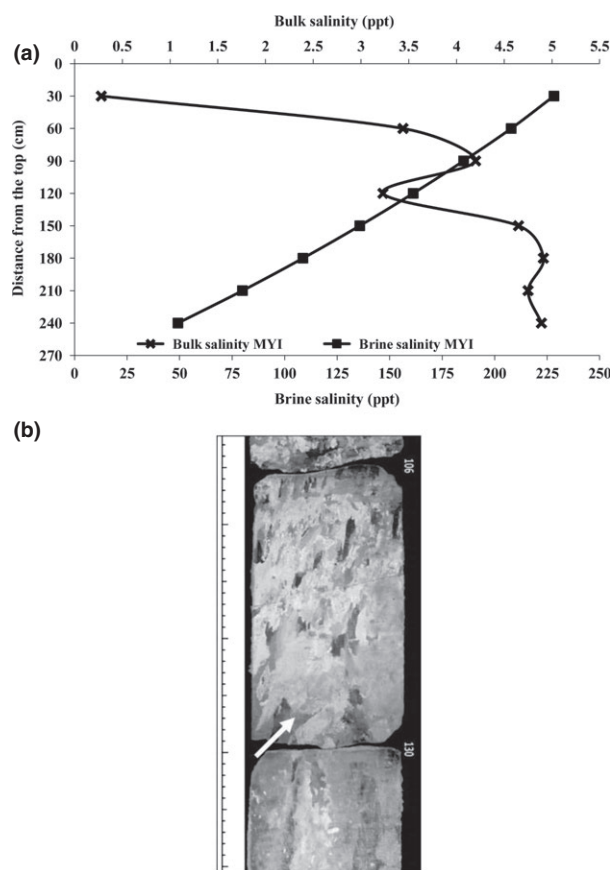 Bulk salinity (ppt)
(a)
0 0.5 1 1.5 2 2.5 3 3.5 4 4.5 5 5.5
Distance from the top (cm)
0
30
60
90
120
150
180
210
240
270
Bulk salinity MYI Brine salinity MYI
0 25 50 75 100 125 150 175 200 225 250
Brine salinity (ppt)
(b)
106
130